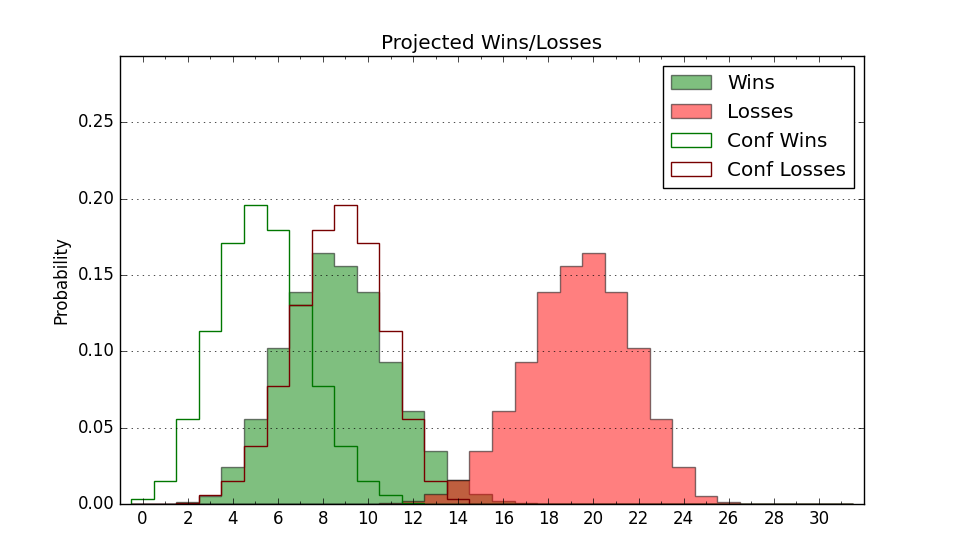 Projected Wins/Losses
Wins
Losses
Conf Wins
Conf Losses
Probability
0.25
0.20
0.15
0.10
0.05
0.00
0 2 4 6 8 10 12 14 16 18 20 22 24 26 28 30